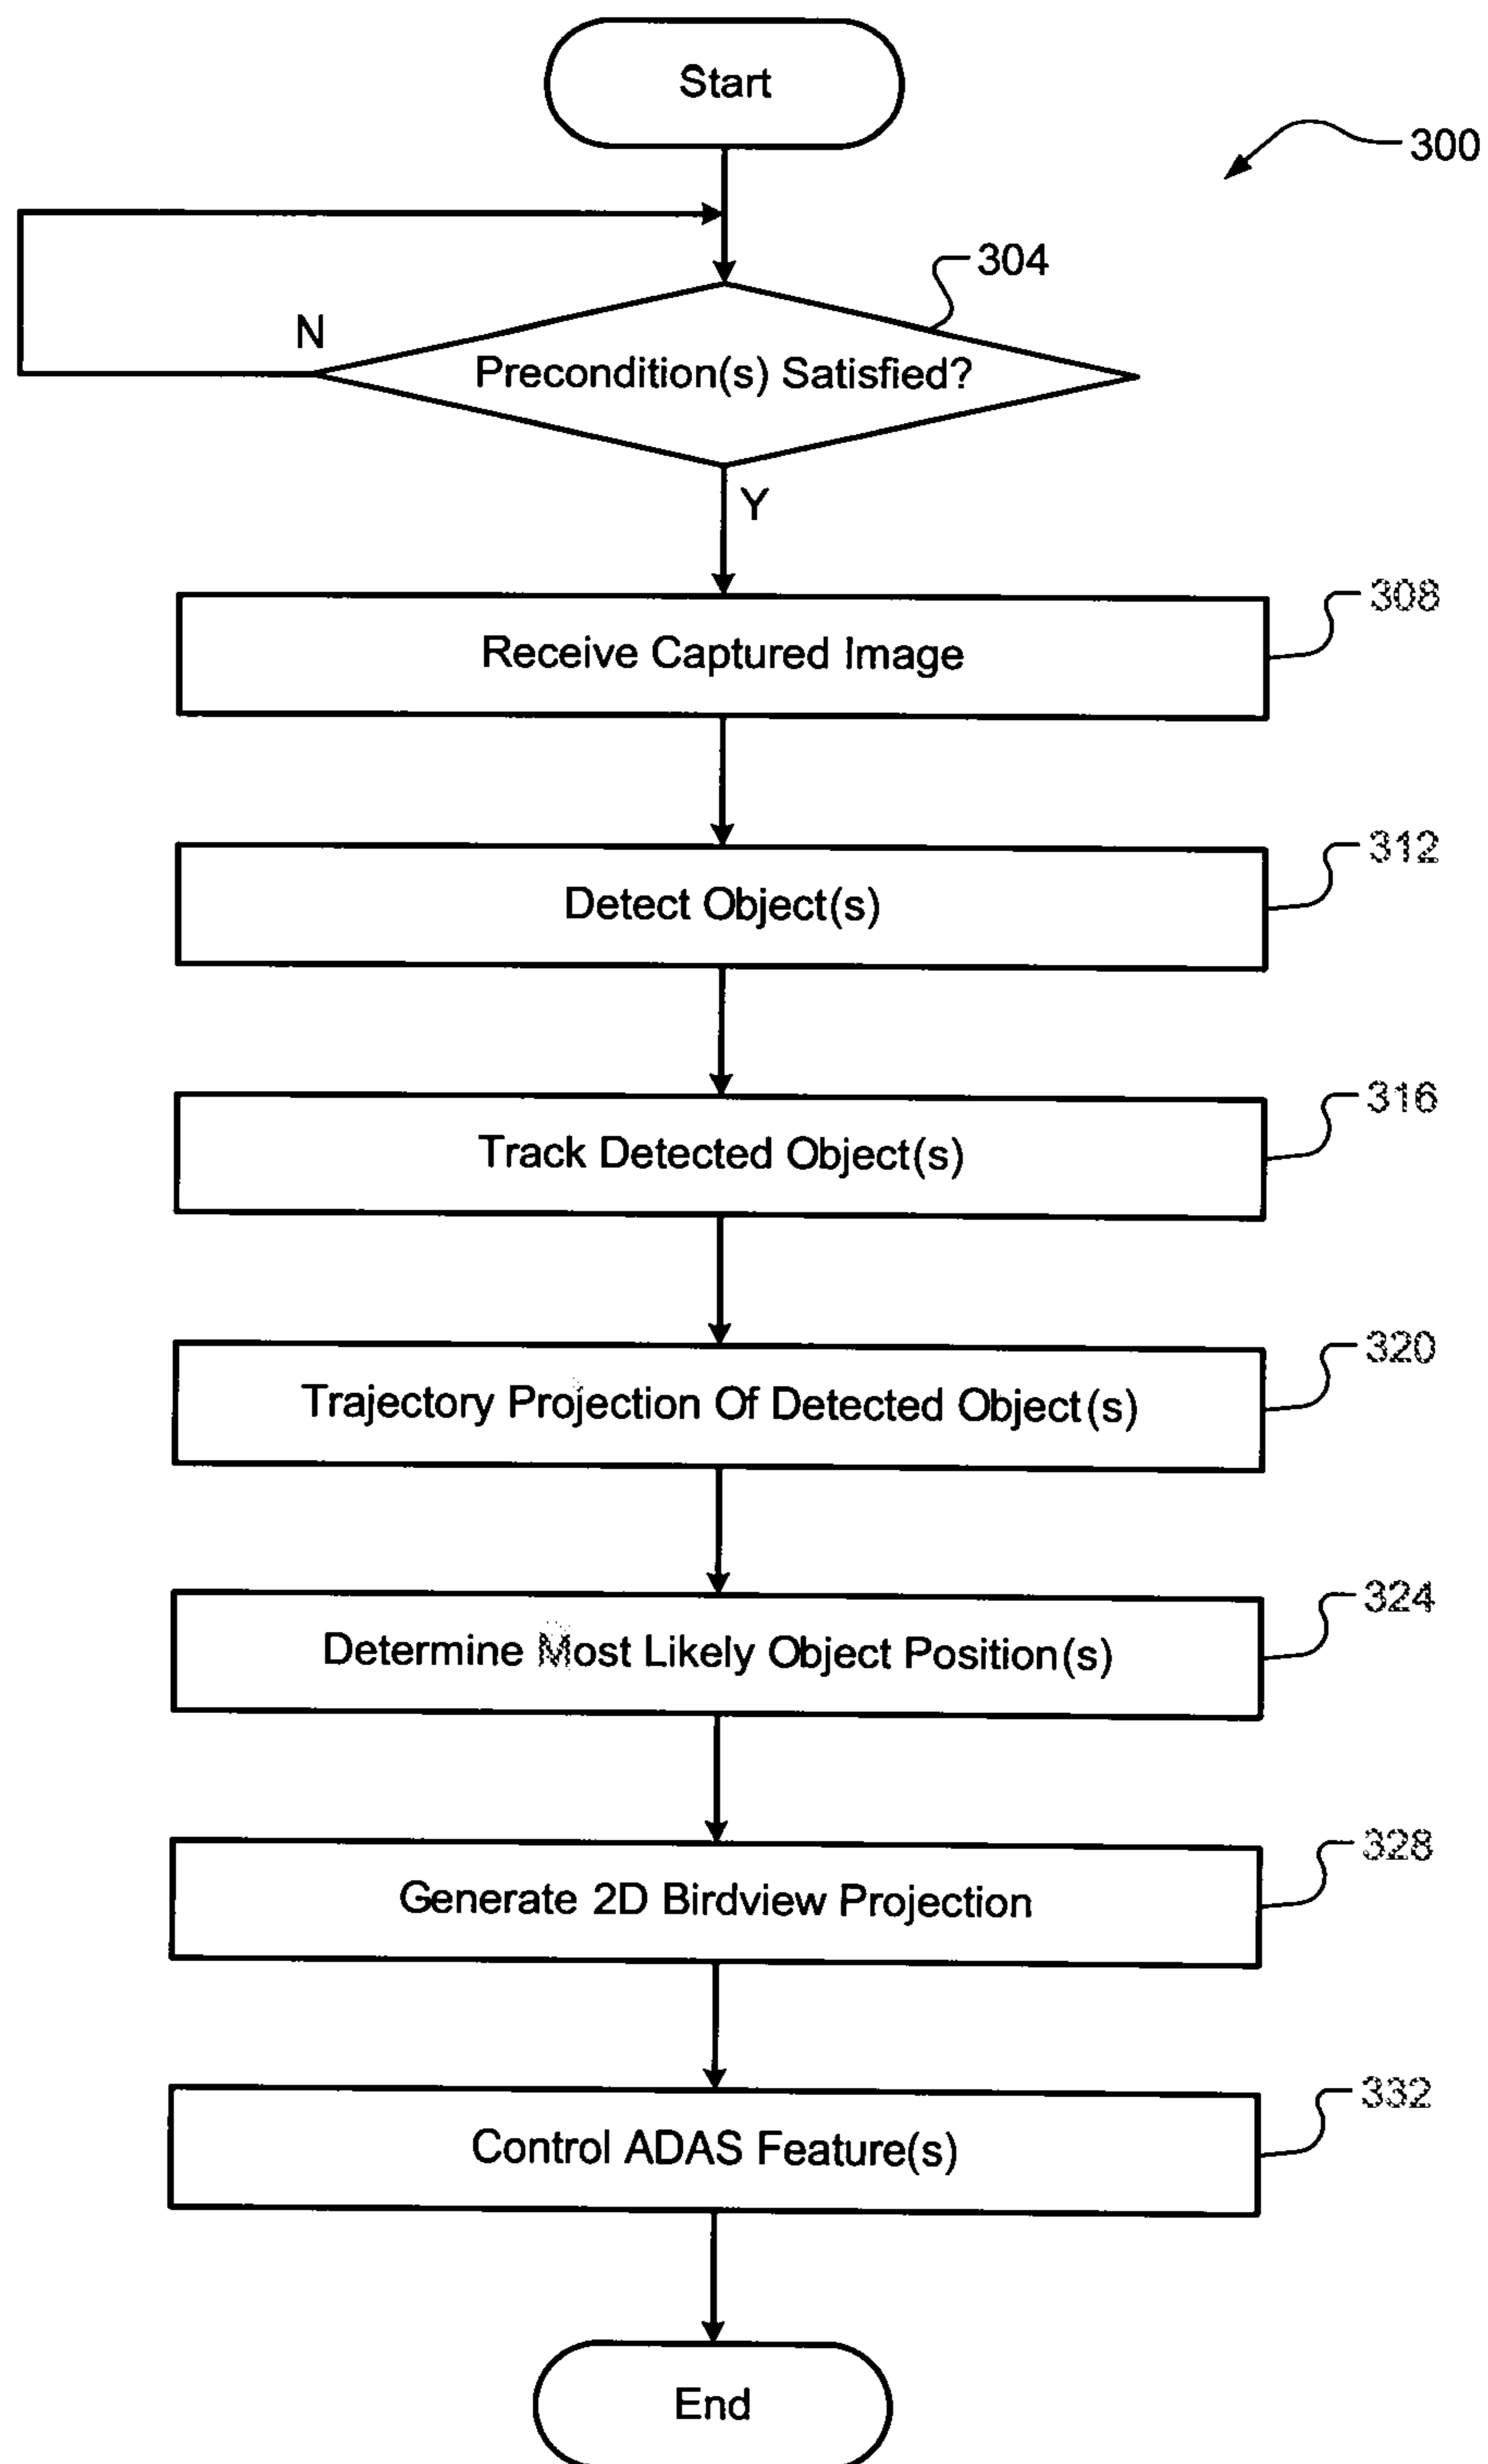 Start
300
304
N
Precondition(s) Satisfied?
Y
308
Receive Captured Image
312
Detect Object(s)
316
Track Detected Object(s)
320
Trajectory Projection Of Detected Object(s)
324
Determine Most Likely Object Position(s)
328
Generate 2D Birdview Projection
332
Control ADAS Feature(s)
End